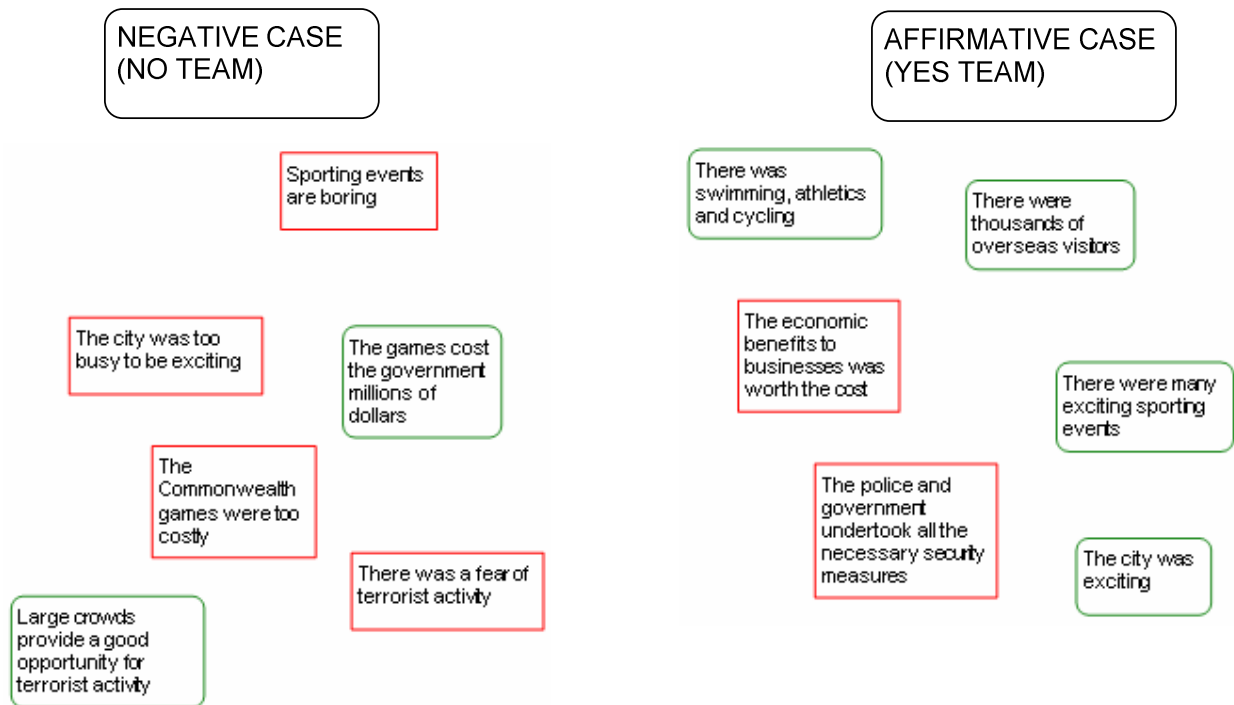 NEGATIVE CASE
(NO TEAM)
Sporting events
are boring
The city was too
busy to be exciting
The games cost
the government
millions of
dollars
The
Commonwealth
games were too
costly
There was a fear of
terrorist activity
Large crowds
provide a good
opportunity for
terrorist activity
AFFIRMATIVE CASE
(YES TEAM)
There was
swimming, athletics
and cycling
There were
thousands of
overseas visitors
The economic
benefits to
businesses was
worth the cost
There were many
exciting sporting
events
The police and
government
undertook all the
necessary security
measures
The city was
exciting